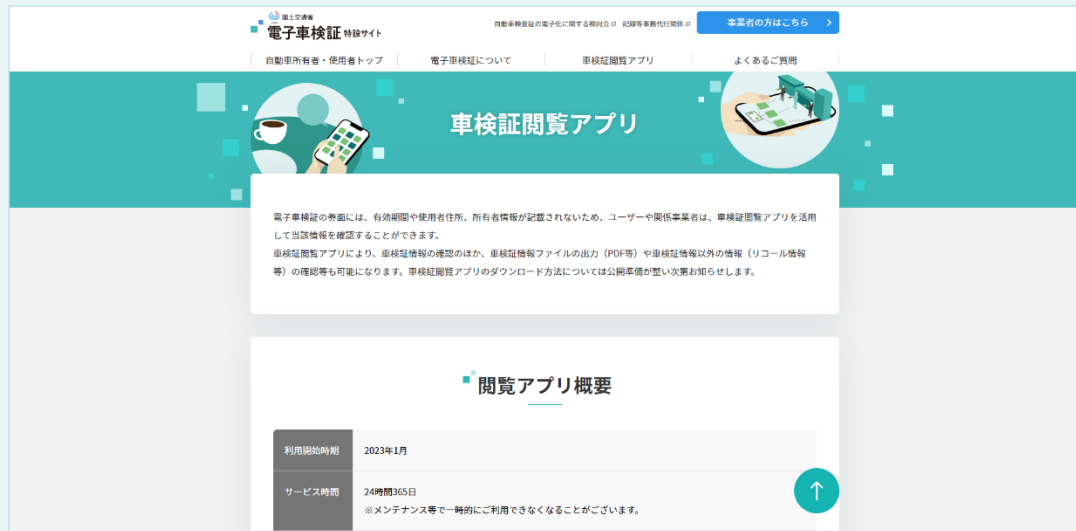 国土交通省
電子車検証 特設サイト
自動車検査証の電子化に関する検討会 記録等事務代行関係
事業者の方はこちら
自動車所有者・使用者トップ 電子車検証について 車検証閲覧アプリ よくあるご質問
車検証閲覧アプリ
電子車検証の券面には、有効期間や使用者住所、所有者情報が記載されないため、ユーザーや関係事業者は、車検証閲覧アプリを活用
して当該情報を確認することができます。
車検証閲覧アプリにより、車検証情報の確認のほか、車検証情報ファイルの出力（PDF等）や車検証情報以外の情報（リコール情報
等）の確認等も可能になります。車検証閲覧アプリのダウンロード方法については公開準備が整い次第お知らせします。
閲覧アプリ概要
利用開始時期 2023年1月
サービス時間 24時間365日
※メンテナンス等で一時的にご利用できなくなることがございます。